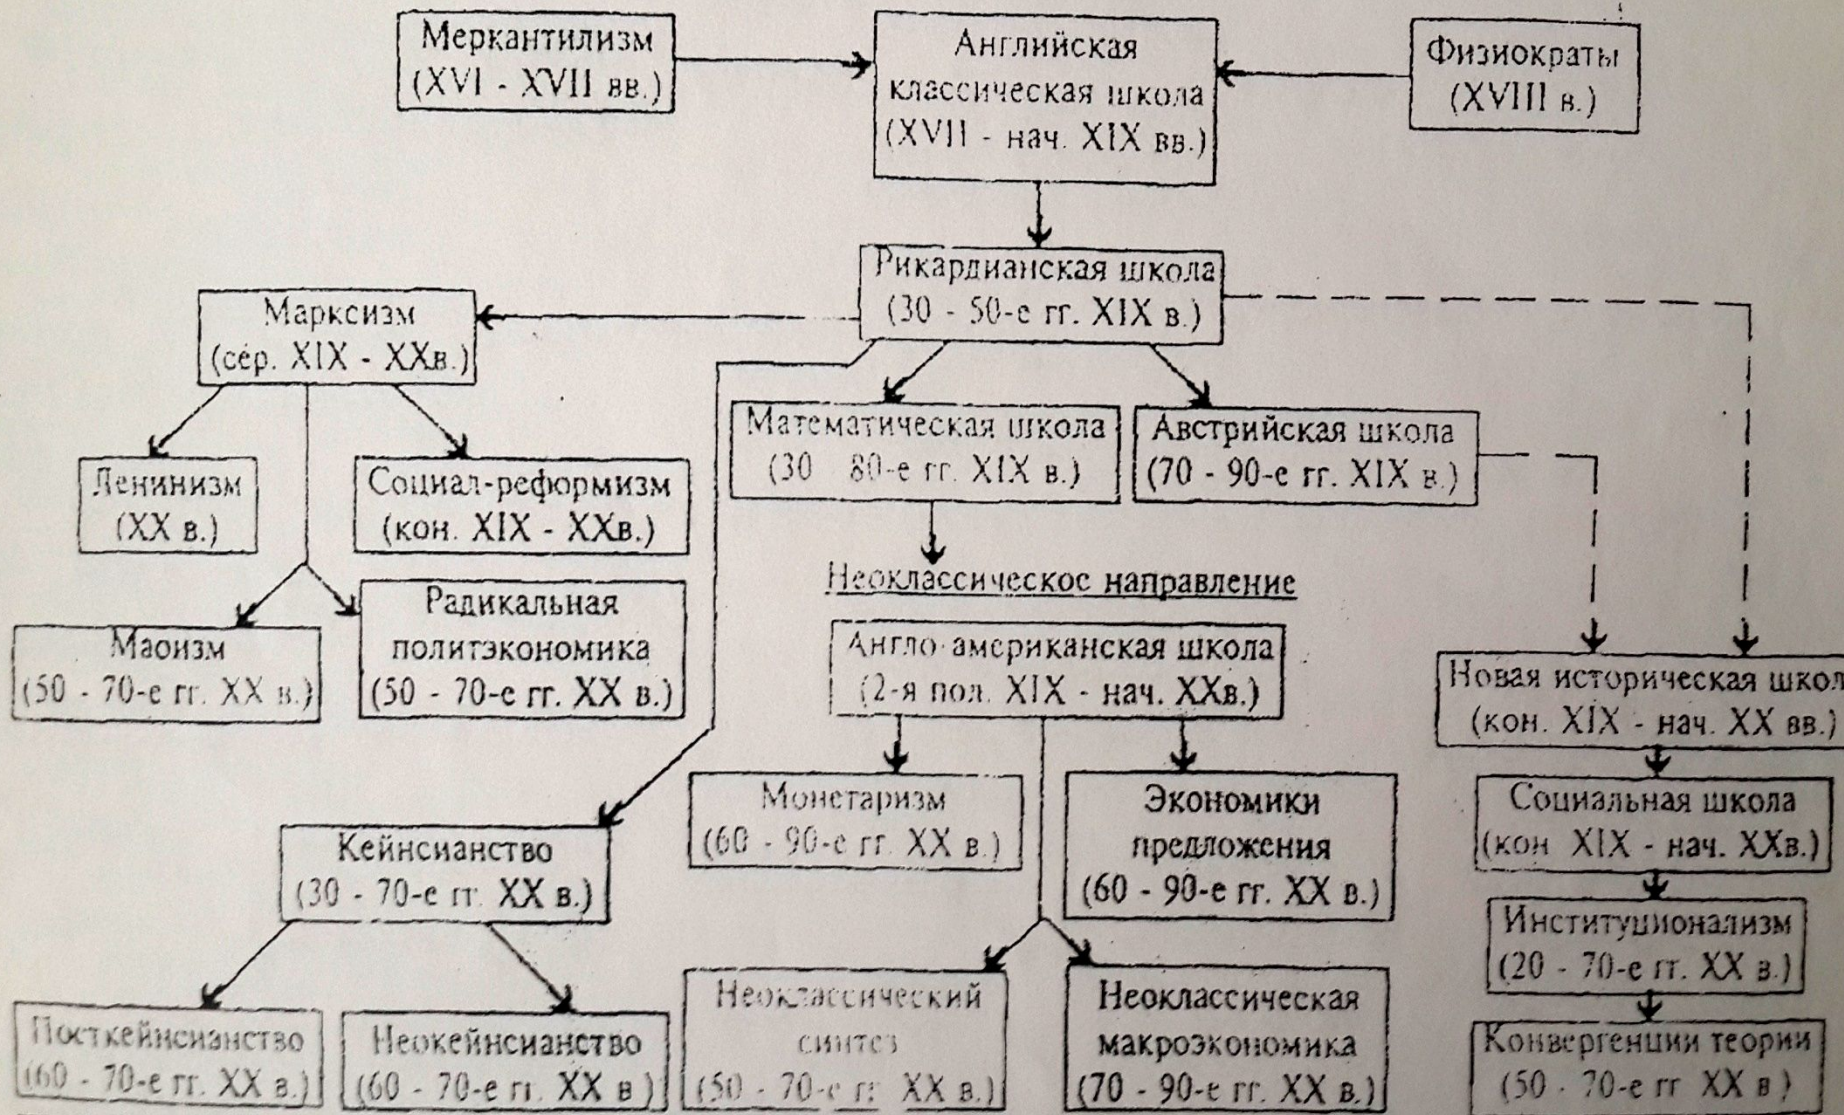 Меркантилизм
(XVI - XVII вв.)
Английская
классическая школа
(XVII - нач. XIX вв.)
Физиократы
(XVIII в.)
Рикардианская школа
(30 - 50-е гг. XIX в.)
Марксизм
(сер. XIX - XXв.)
Математическая школа
(30 80-е гг. XIX в.)
Австрийская школа
(70 - 90-е гг. XIX в.)
Ленинизм
(XX в.)
Социал-реформизм
(кон. XIX - XXв.)
Неоклассическое направление
Маоизм
(50 - 70-е гг. XX в.)
Радикальная
политэкономика
(50 - 70-е гг. XX в.)
Англо-американская школа
(2-я пол. XIX - нач. XXв.)
Новая историческая школ
(кон. XIX - нач. XX вв.)
Монетаризм
(60 - 90-е гг. XX в.)
Экономики
предложения
(60 - 90-е гг. XX в.)
Социальная школа
(кон XIX - нач. XXв.)
Кейнсианство
(30 - 70-е гг. XX в.)
Институционализм
(20 - 70-е гг. XX в.)
Посткейнсианство
(60 - 70-е гг. XX в.)
Неокейнсианство
(60 - 70-е гг. XX в)
Неоклассический
синтез
(50 - 70-е гг. XX в.)
Неоклассическая
макроэкономика
(70 - 90-е гг. XX в.)
Конвергенции теории
(50 - 70-е гг XX в)